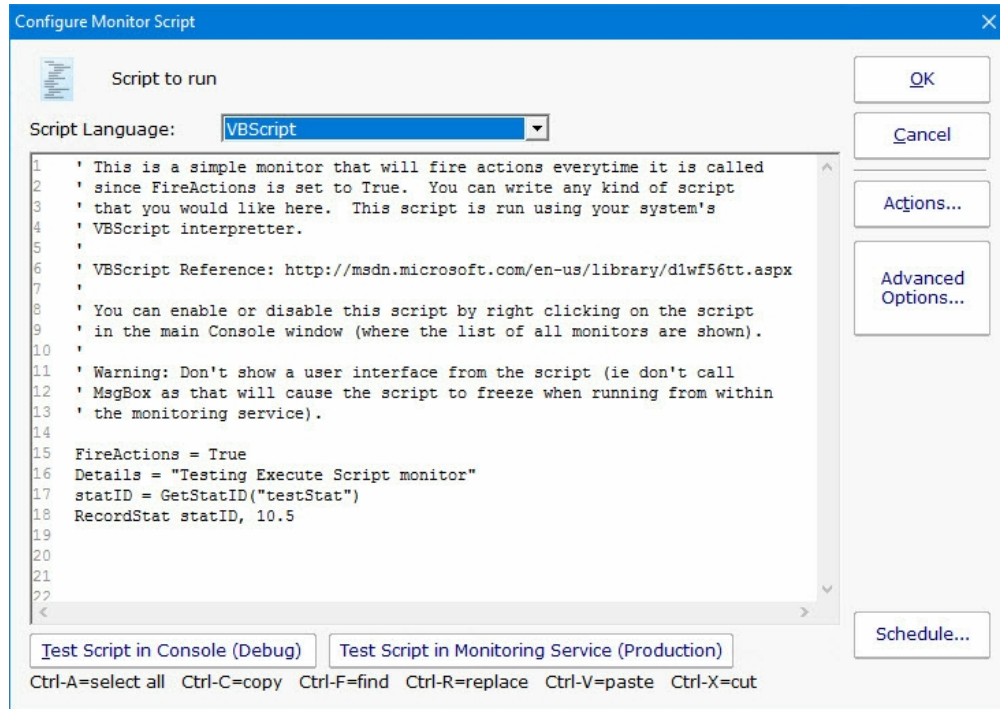 Configure Monitor Script
Script to run
OK
Script Language:
VBScript
Cancel
1 ' This is a simple monitor that will fire actions everytime it is called
2 ' since FireActions is set to True.  You can write any kind of script
3 ' that you would like here.  This script is run using your system's
4 ' VBScript interpretter.
5 '
6 ' VBScript Reference: http://msdn.microsoft.com/en-us/library/d1wf56tt.aspx
7 '
8 ' You can enable or disable this script by right clicking on the script
9 ' in the main Console window (where the list of all monitors are shown).
10 '
11 ' Warning: Don't show a user interface from the script (ie don't call
12 ' MsgBox as that will cause the script to freeze when running from within
13 ' the monitoring service).
14
15 FireActions = True
16 Details = "Testing Execute Script monitor"
17 statID = GetStatID("testStat")
18 RecordStat statID, 10.5
19
20
21
22
Actions...
Advanced
Options...
Schedule...
Test Script in Console (Debug)
Test Script in Monitoring Service (Production)
Ctrl-A=select all  Ctrl-C=copy  Ctrl-F=find  Ctrl-R=replace  Ctrl-V=paste  Ctrl-X=cut